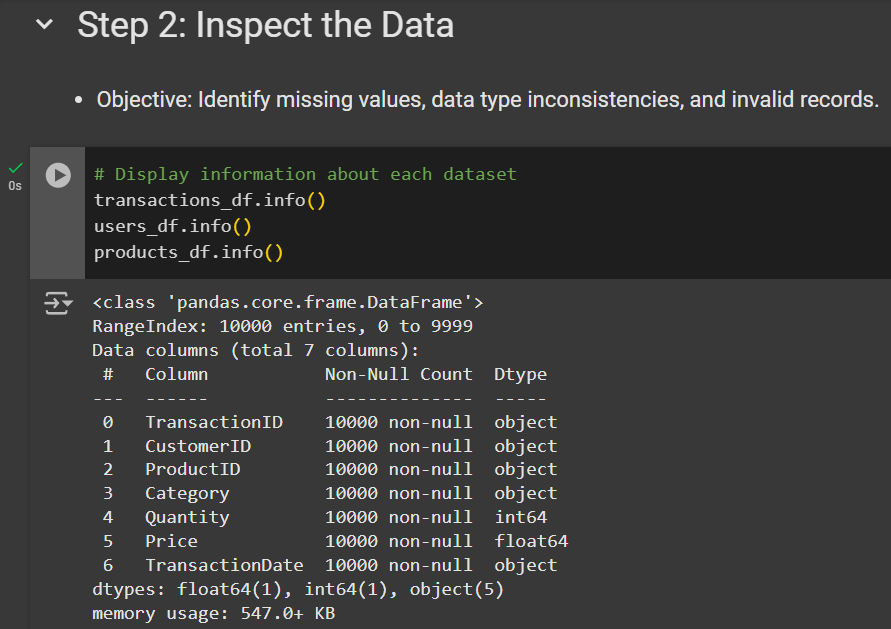 Step 2: Inspect the Data
• Objective: Identify missing values, data type inconsistencies, and invalid records.
0s
# Display information about each dataset
transactions_df.info()
users_df.info()
products_df.info()
<class 'pandas.core.frame.DataFrame'>
RangeIndex: 10000 entries, 0 to 9999
Data columns (total 7 columns):
 #   Column           Non-Null Count  Dtype
---  ------           --------------  -----
 0   TransactionID    10000 non-null  object
 1   CustomerID       10000 non-null  object
 2   ProductID        10000 non-null  object
 3   Category         10000 non-null  object
 4   Quantity         10000 non-null  int64
 5   Price            10000 non-null  float64
 6   TransactionDate  10000 non-null  object
dtypes: float64(1), int64(1), object(5)
memory usage: 547.0+ KB